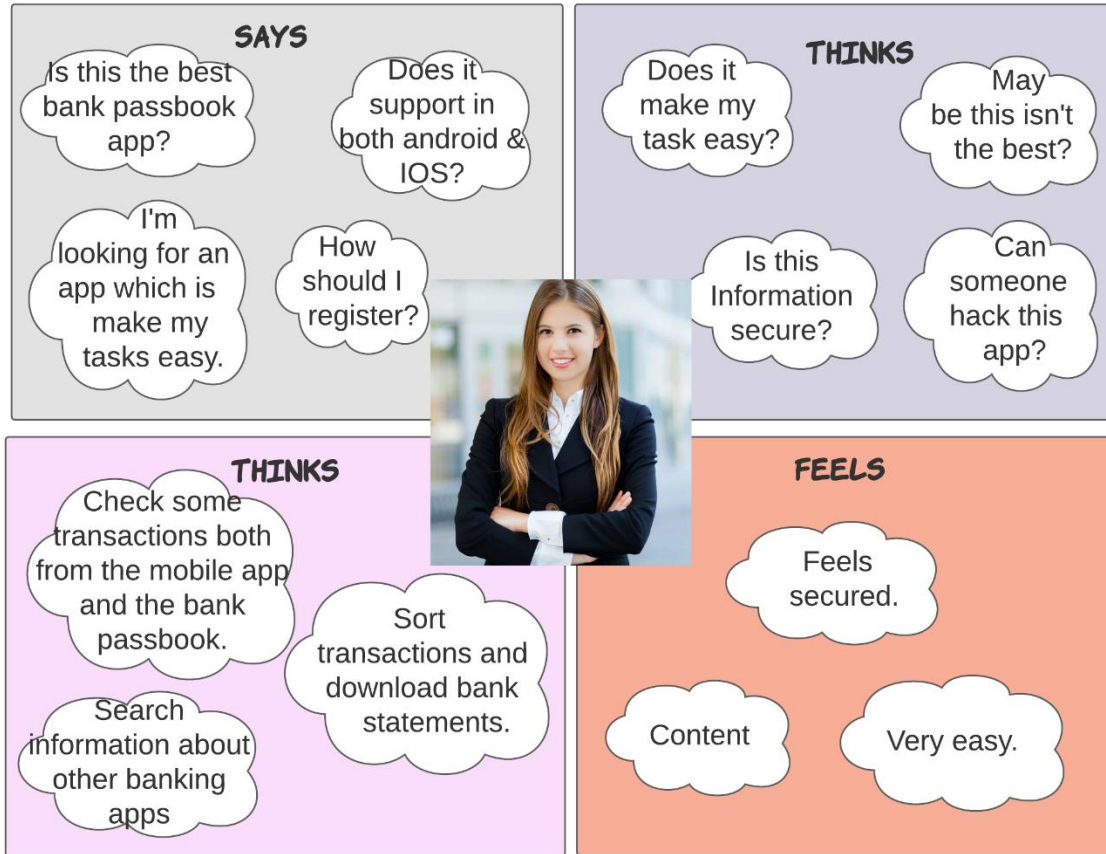 SAYS
Is this the best
bank passbook
app?
Does it
support in
both android &
IOS?
I'm
looking for an
app which is
make my
tasks easy.
How
should I
register?
THINKS
Does it
make my
task easy?
May
be this isn't
the best?
Is this
Information
secure?
Can
someone
hack this
app?
THINKS
Check some
transactions both
from the mobile app
and the bank
passbook.
Sort
transactions and
download bank
statements.
Search
information about
other banking
apps
FEELS
Feels
secured.
Content
Very easy.